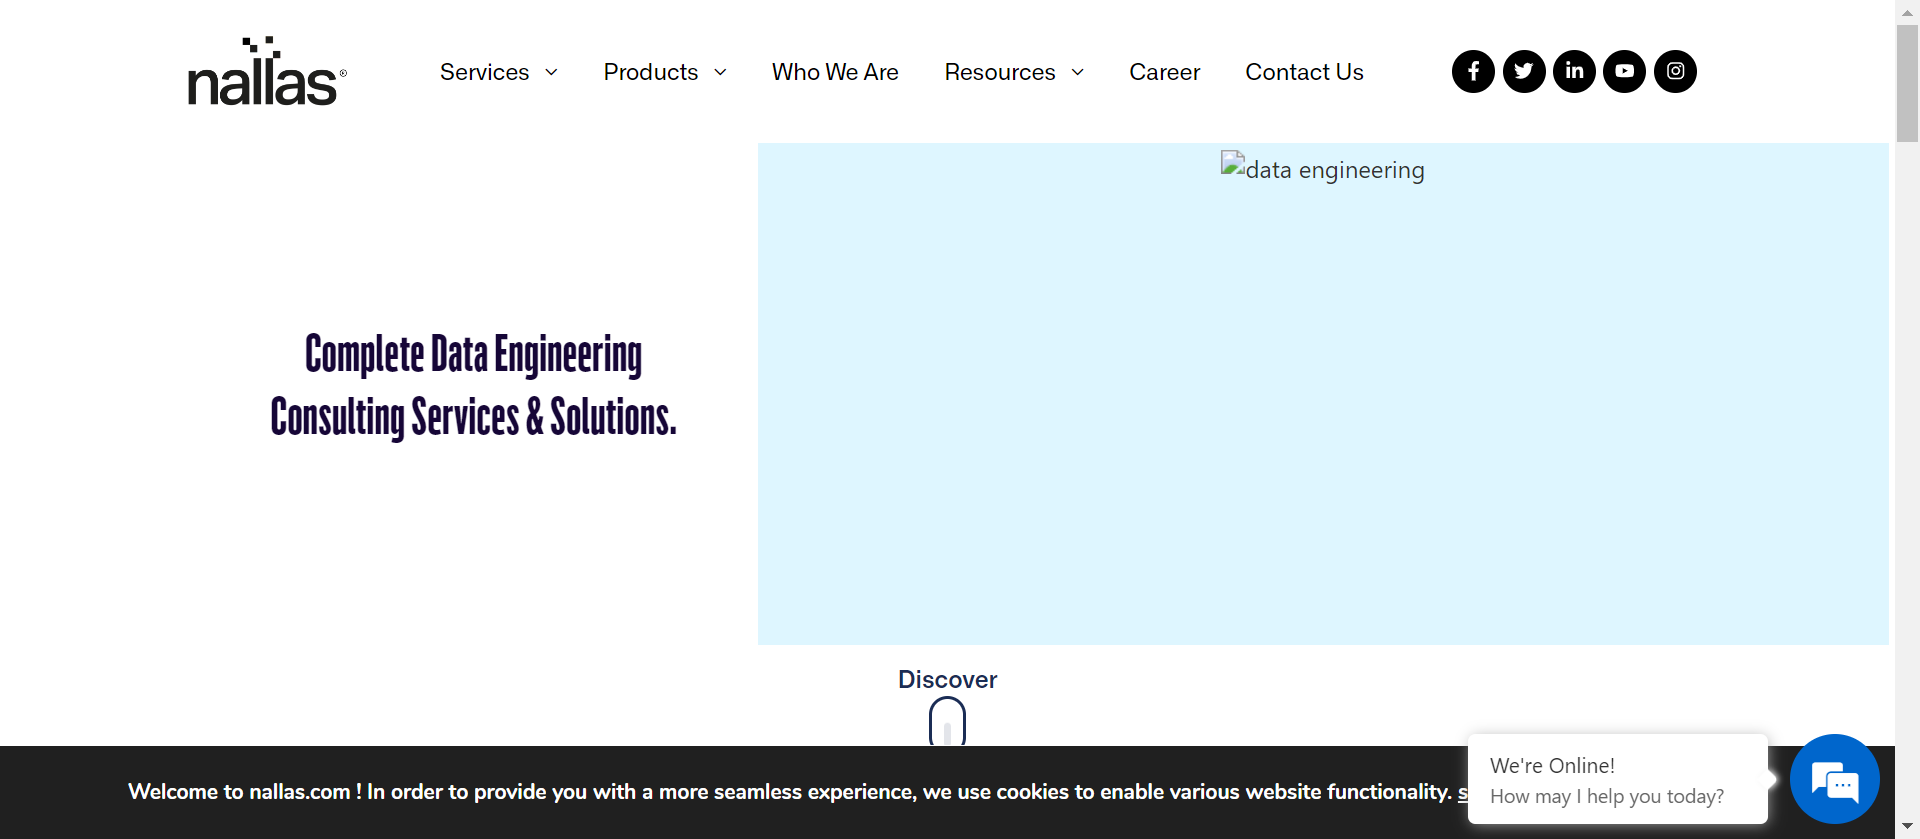 nallas®
Services
Products
Who We Are
Resources
Career
Contact Us
data engineering
Complete Data Engineering
Consulting Services & Solutions.
Discover
Welcome to nallas.com ! In order to provide you with a more seamless experience, we use cookies to enable various website functionality.
We're Online!
How may I help you today?